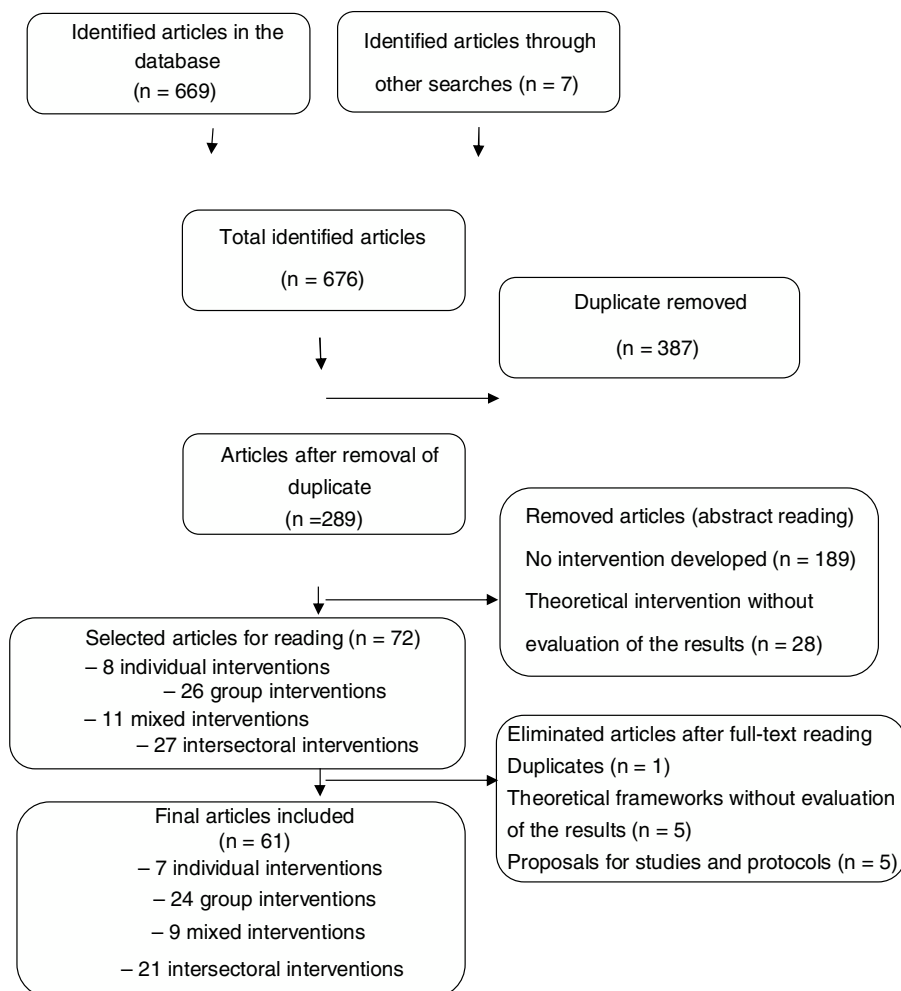 Identified articles in the
database
(n = 669)
Identified articles through
other searches (n = 7)
Total identified articles
(n = 676)
Duplicate removed
(n = 387)
Articles after removal of
duplicate
(n =289)
Removed articles (abstract reading)
No intervention developed (n = 189)
Theoretical intervention without
evaluation of the results (n = 28)
Selected articles for reading (n = 72)
– 8 individual interventions
– 26 group interventions
– 11 mixed interventions
– 27 intersectoral interventions
Eliminated articles after full-text reading
Duplicates (n = 1)
Theoretical frameworks without evaluation
of the results (n = 5)
Proposals for studies and protocols (n = 5)
Final articles included
(n = 61)
– 7 individual interventions
– 24 group interventions
– 9 mixed interventions
– 21 intersectoral interventions